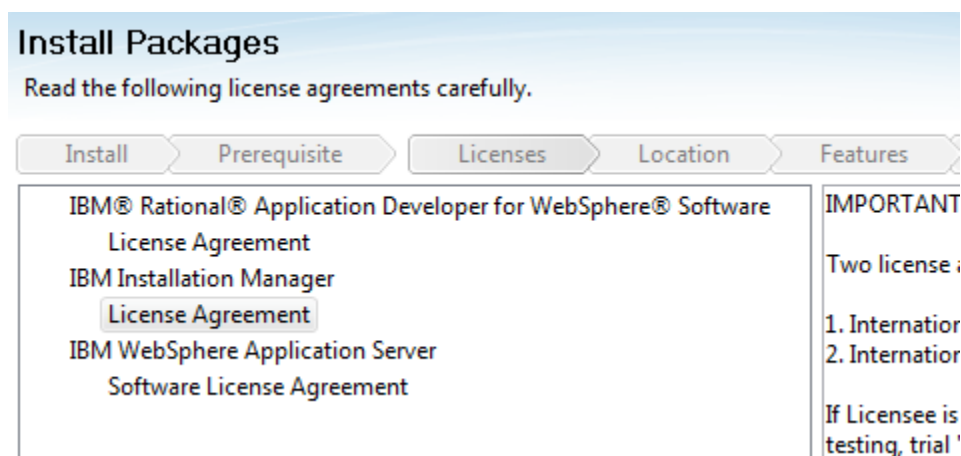 Install Packages
Read the following license agreements carefully.
Install Prerequisite Licenses Location Features
IBM® Rational® Application Developer for WebSphere® Software
License Agreement
IBM Installation Manager
License Agreement
IBM WebSphere Application Server
Software License Agreement
IMPORTANT
Two license
1.
2.
If Licensee is
testing, trial